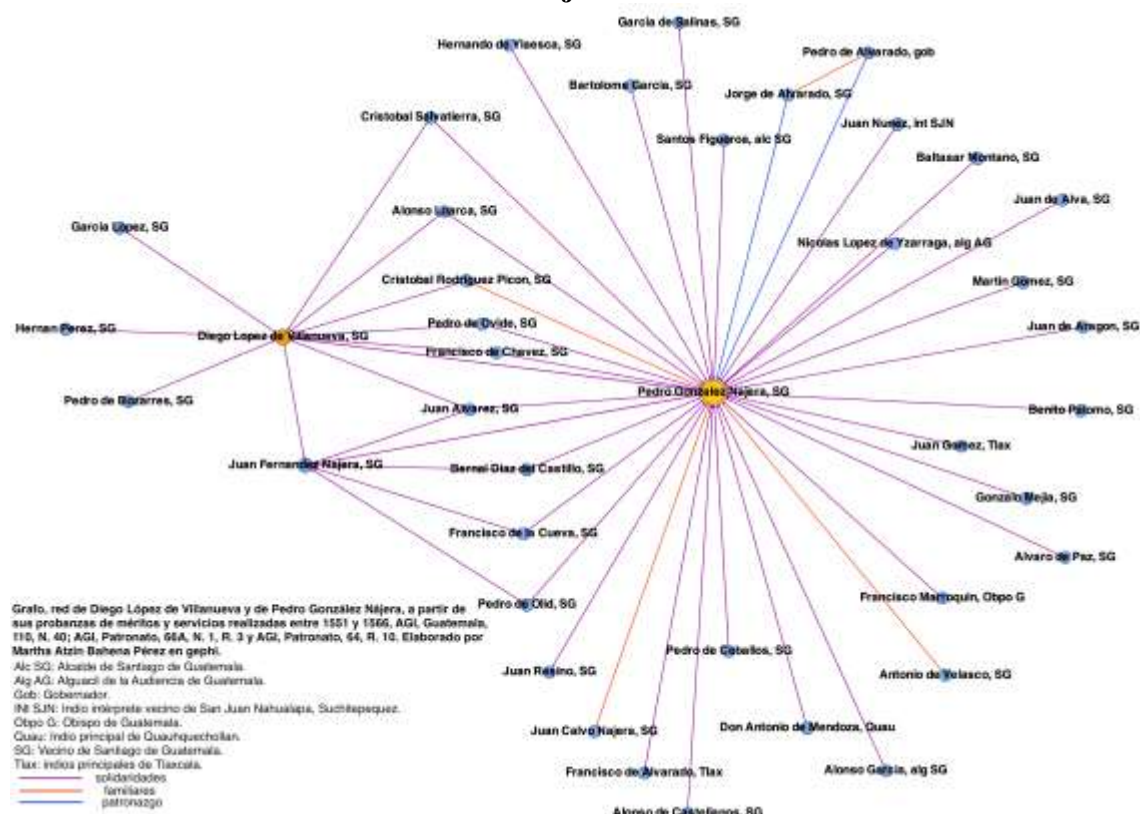 Garcia de Salinas, SG
Hernando de Yllesca, SG
Pedro de Alvarado, gob
Bartolome Garcia, SG
Jorge de Alvarado, SG
Cristobal Salvatierra, SG
Juan Nunez, int SJN
Santos Figueroa, alc SG
Baltasar Montano, SG
Juan de Alva, SG
Alonso Loarca, SG
Garcia Lopez, SG
Nicolas Lopez de Yzarraga, alg AG
Cristobal Rodriguez Picon, SG
Martin Gomez, SG
Pedro de Ovide, SG
Juan de Aragon, SG
Hernan Perez, SG
Diego Lopez de Villanueva, SG
Francisco de Chavez, SG
Pedro Gonzalez Najera, SG
Pedro de SG
Juan Alvarez, SG
Benito Palomo, SG
Juan Gomez, Tlax
Juan Fernandez Najera, SG
Bernal Diaz del Castillo, SG
Gonzalo Mejia, SG
Francisco de la Cueva, SG
Alvaro de Paz, SG
Francisco Marroquin, Obpo G
Pedro de Olid, SG
Grafo, red de Diego López de Villanueva y de Pedro González Nájera, a partir de
sus probanzas de méritos y servicios realizadas entre 1551 y 1566, AGI, Guatemala,
110, N. 40; AGI, Patronato, 66A, N. 1, R. 3 y AGI, Patronato, 64, R. 10. Elaborado por
Martha Atzin Bahena Pérez en gephi.
Pedro de Ceballos, SG
Juan Resino, SG
Antonio de Velasco, SG
Alc SG: Alcalde de Santiago de Guatemala.
Alg AG: Alguacil de la Audiencia de Guatemala.
Gob: Gobernador.
INt SJN: Indio intérprete vecino de San Juan Nahualapa, Suchitepequez.
Obpo G: Obispo de Guatemala.
Quau: Indio principal de Quauhquechollan.
SG: Vecino de Santiago de Guatemala.
Tlax: indios principales de Tlaxcala.
Juan Calvo Najera, SG
Don Antonio de Mendoza, Quau
Francisco de Alvarado, Tlax
Alonso Garcia, alg SG
solidaridades
familiares
patronazgo
Alonso de Castellanos, SG